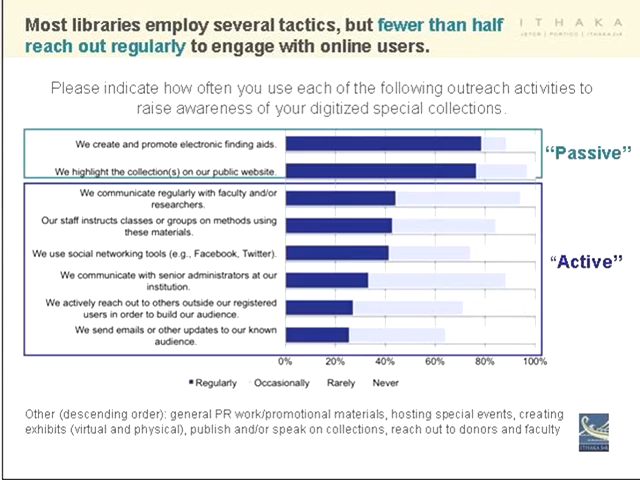 Most libraries employ several tactics, but fewer than half
reach out regularly to engage with online users.
ITHAKA
JSTOR | PORTICO | ITHAKA S+R
Please indicate how often you use each of the following outreach activities to
raise awareness of your digitized special collections.
We create and promote electronic finding aids.
We highlight the collection(s) on our public website.
“Passive”
We communicate regularly with faculty and/or
researchers.
Our staff instructs classes or groups on methods using
these materials.
We use social networking tools (e.g., Facebook, Twitter).
We communicate with senior administrators at our
institution.
We actively reach out to others outside our registered
users in order to build our audience.
We send emails or other updates to our known
audience.
“Active”
0% 20% 40% 60% 80% 100%
Regularly Occasionally Rarely Never
Other (descending order): general PR work/promotional materials, hosting special events, creating
exhibits (virtual and physical), publish and/or speak on collections, reach out to donors and faculty
ITHAKA S+R